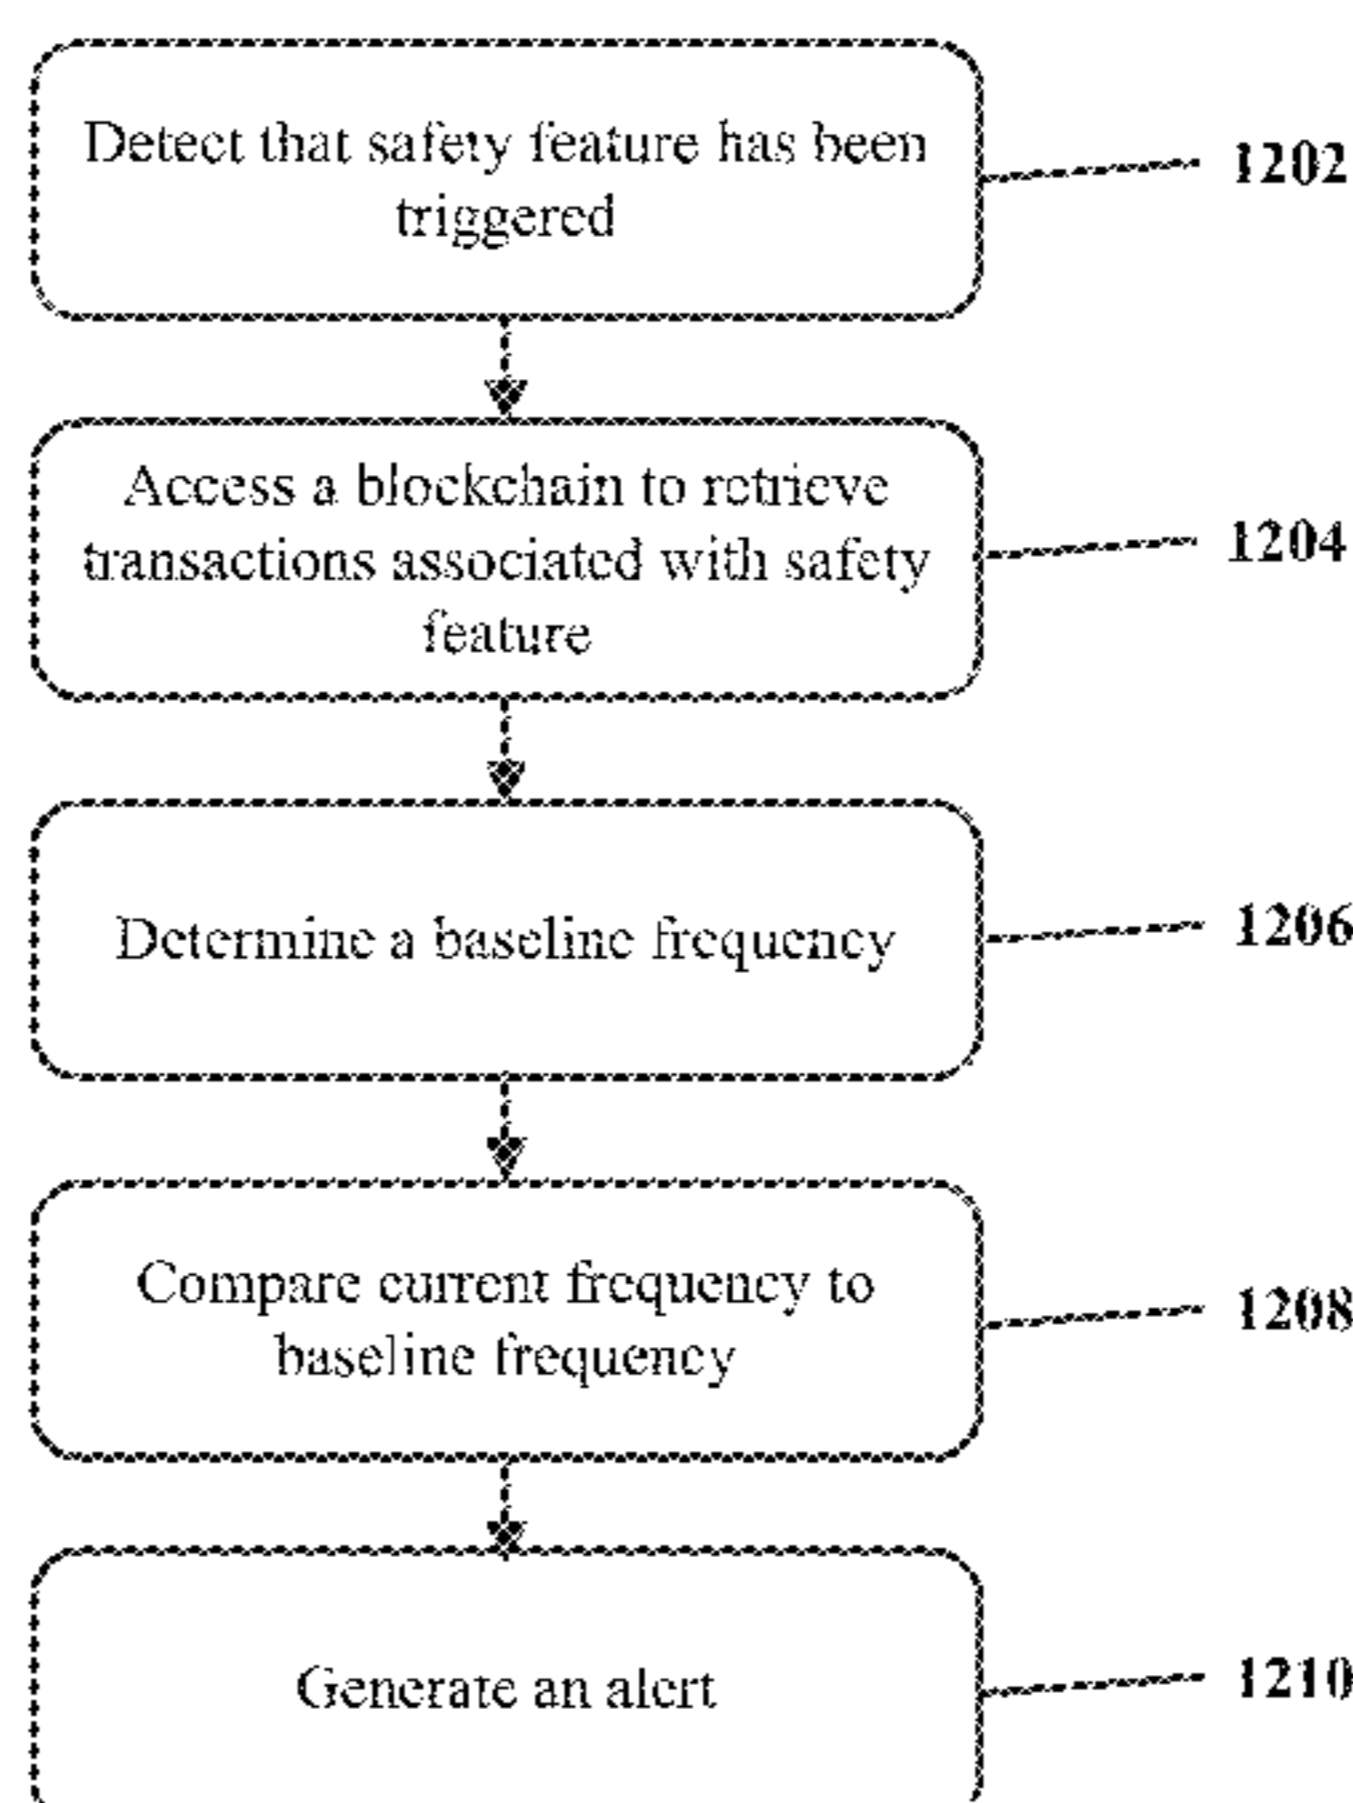 Detect that safety feature has been
triggered
1202
Access a blockchain to retrieve
transactions associated with safety
feature
1204
Determine a baseline frequency
1206
Compare current frequency to
baseline frequency
1208
Generate an alert
1210